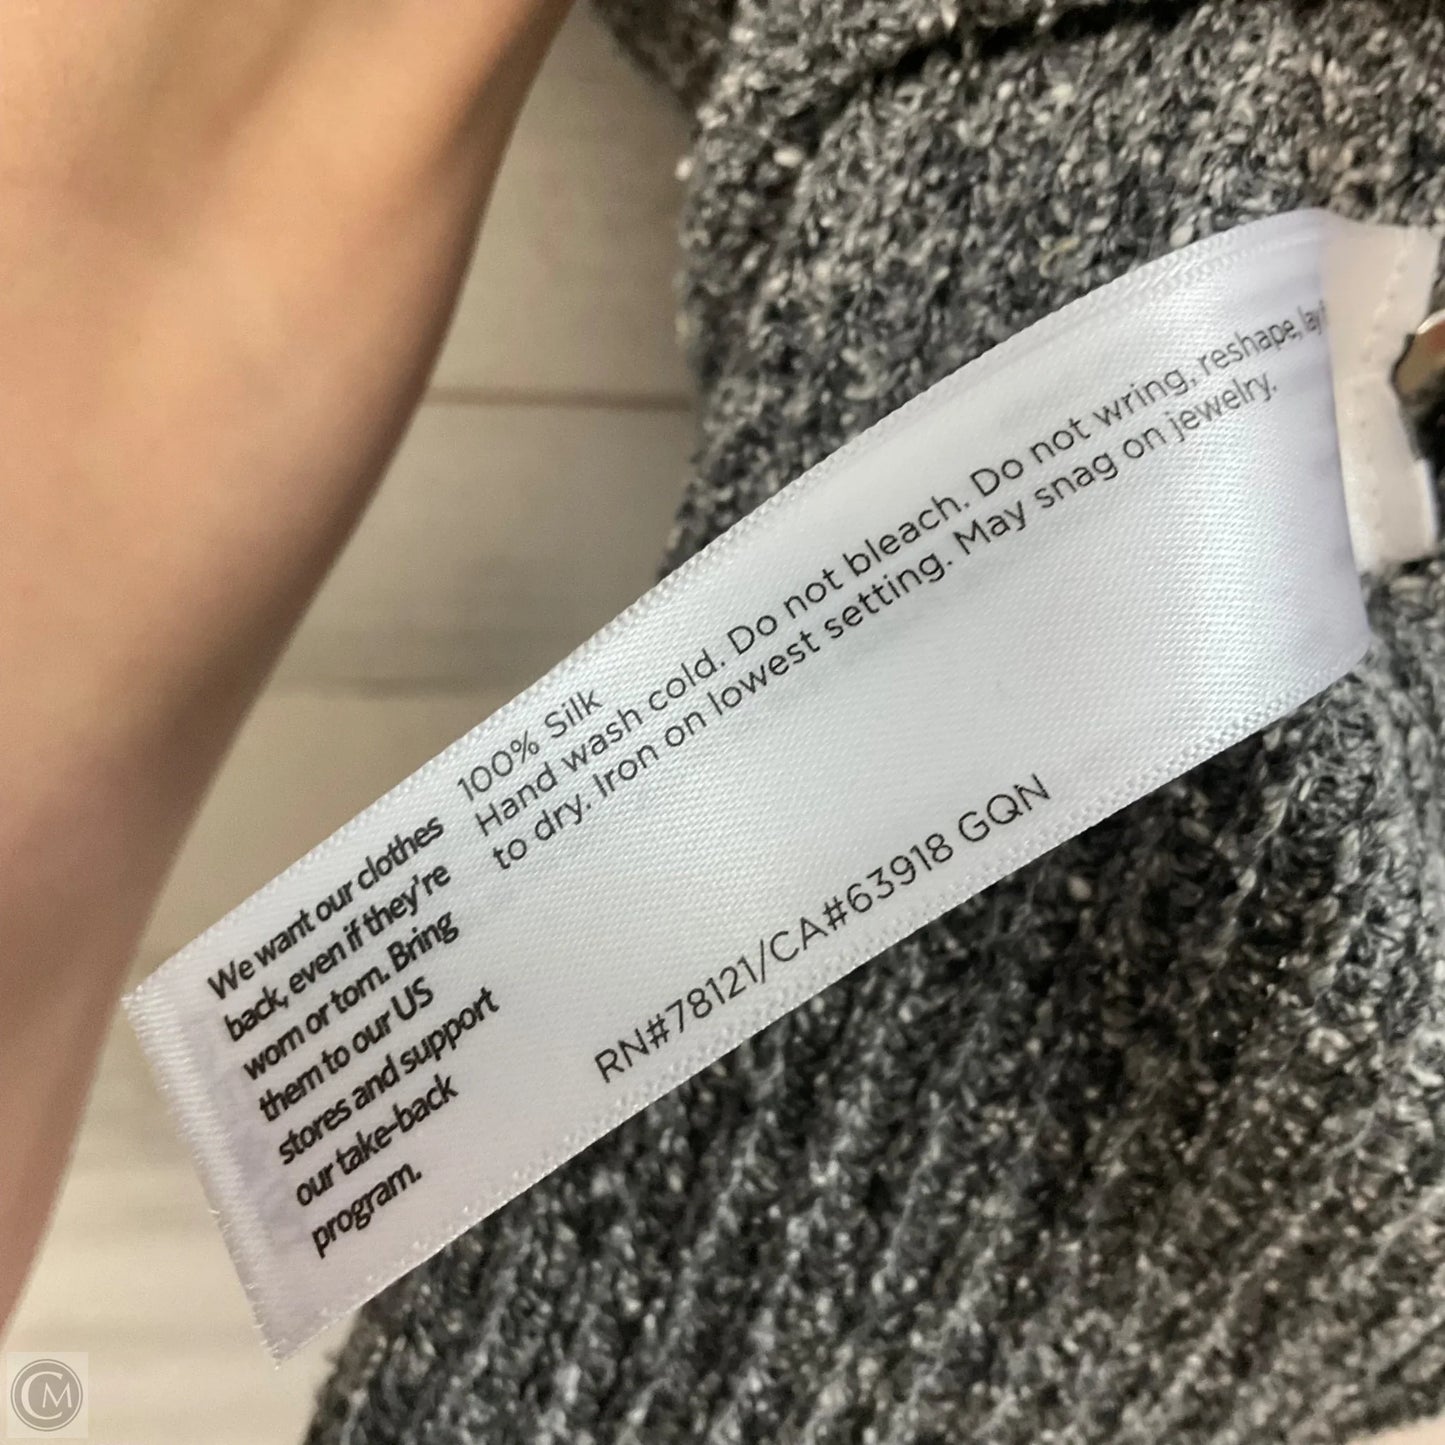 100% Silk
Hand wash cold. Do not bleach. Do not wring, reshape, lay
to dry. Iron on lowest setting. May snag on jewelry.
RN#78121/CA#63918 GQN
We want our clothes
back, even if they're
worn or torn. Bring
them to our US
stores and support
our take-back
program.
CM